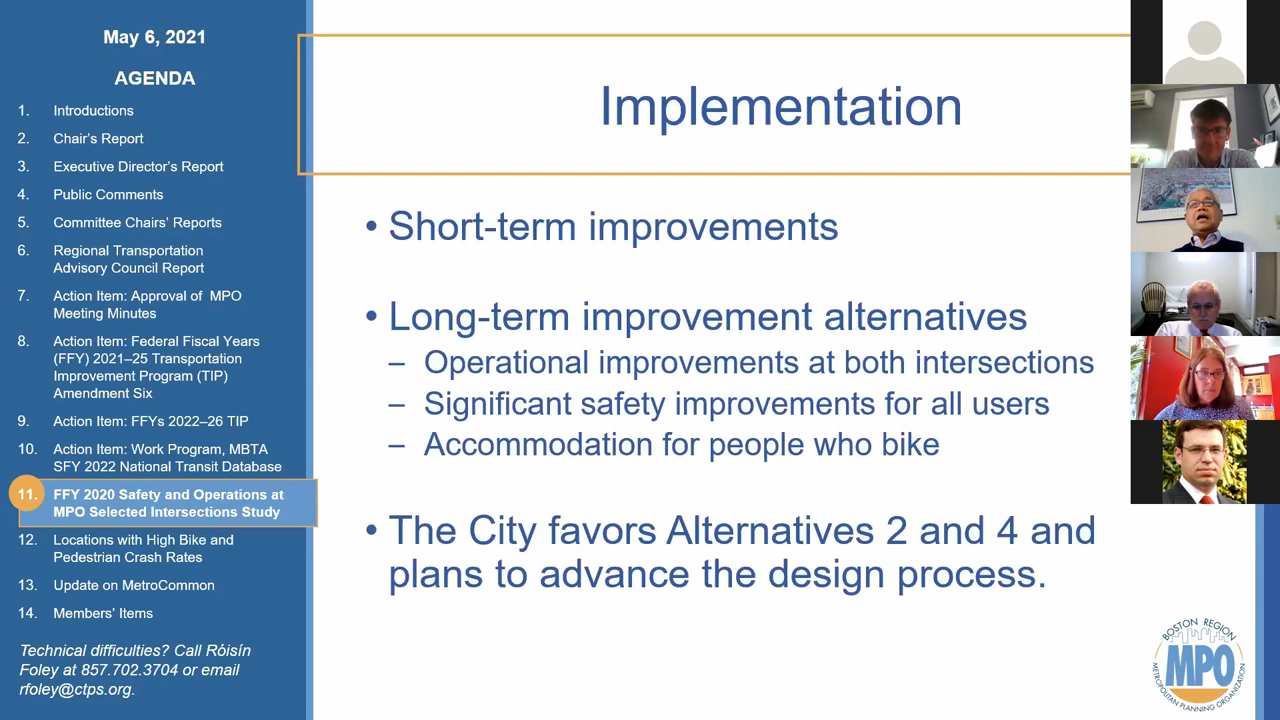 May 6, 2021
AGENDA
1. Introductions
2. Chair's Report
3. Executive Director's Report
4. Public Comments
5. Committee Chairs' Reports
6. Regional Transportation
Advisory Council Report
7. Action Item: Approval of MPO
Meeting Minutes
8. Action Item: Federal Fiscal Years
(FFY) 2021–25 Transportation
Improvement Program (TIP)
Amendment Six
9. Action Item: FFYs 2022–26 TIP
10. Action Item: Work Program, MBTA
SFY 2022 National Transit Database
11. FFY 2020 Safety and Operations at
MPO Selected Intersections Study
12. Locations with High Bike and
Pedestrian Crash Rates
13. Update on MetroCommon
14. Members' Items
Technical difficulties? Call Róisín
Foley at 857.702.3704 or email
rfoley@ctps.org.
Implementation
• Short-term improvements
• Long-term improvement alternatives
– Operational improvements at both intersections
– Significant safety improvements for all users
– Accommodation for people who bike
• The City favors Alternatives 2 and 4 and
plans to advance the design process.
BOSTON REGION
MPO
METROPOLITAN PLANNING ORGANIZATION